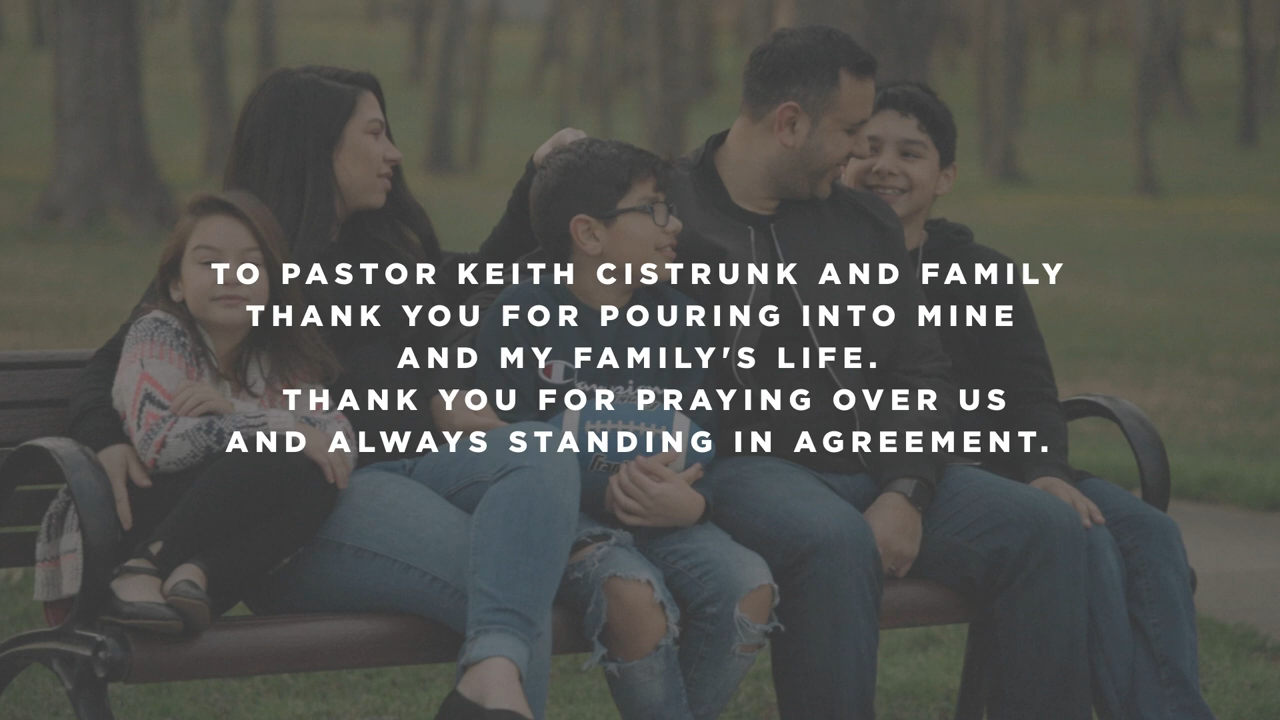 TO PASTOR KEITH CISTRUNK AND FAMILY
THANK YOU FOR POURING INTO MINE
AND MY FAMILY'S LIFE.
THANK YOU FOR PRAYING OVER US
AND ALWAYS STANDING IN AGREEMENT.
Champion